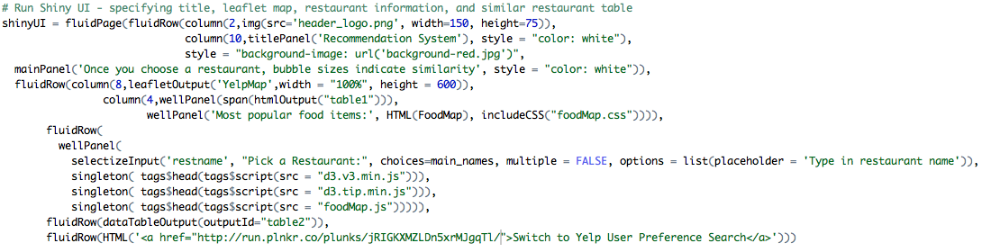 # Run Shiny UI - specifying title, leaflet map, restaurant information, and similar restaurant table
shinyUI = fluidPage(fluidRow(column(2,img(src='header_logo.png', width=150, height=75)),
column(10,titlePanel('Recommendation System'), style = "color: white"),
style = "background-image: url('background-red.jpg')",
mainPanel('Once you choose a restaurant, bubble sizes indicate similarity', style = "color: white")),
fluidRow(column(8,leafletOutput('YelpMap',width = "100%", height = 600)),
column(4,wellPanel(span(htmlOutput("table1"))),
wellPanel('Most popular food items:', HTML(FoodMap), includeCSS("foodMap.css")))),
fluidRow(
wellPanel(
selectizeInput('restname', "Pick a Restaurant:", choices=main_names, multiple = FALSE, options = list(placeholder = 'Type in restaurant name')),
singleton( tags$head(tags$script(src = "d3.v3.min.js"))),
singleton( tags$head(tags$script(src = "d3.tip.min.js"))),
singleton( tags$head(tags$script(src = "foodMap.js"))))),
fluidRow(dataTableOutput(outputId="table2")),
fluidRow(HTML('<a href="http://run.plnkr.co/plunks/jRIGKXMZLDn5xrMJgqTl/">Switch to Yelp User Preference Search</a>')))